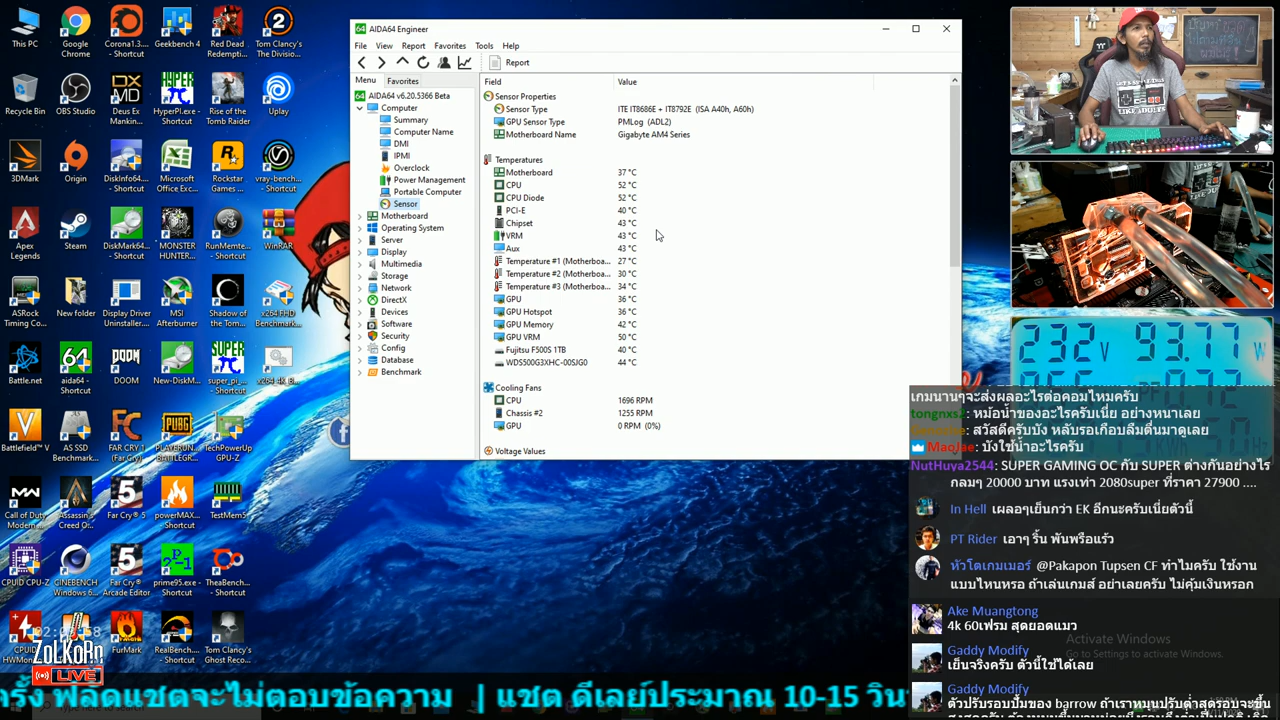 AIDA64 Engineer
File View Report Favorites Tools Help
Report
Menu Favorites
Field Value
AIDA64 v6.20.5366 Beta
Computer
Summary
Computer Name
DMI
IPMI
Overclock
Power Management
Portable Computer
Sensor
Motherboard
Operating System
Server
Display
Multimedia
Storage
Network
DirectX
Devices
Software
Security
Config
Database
Benchmark
Sensor Properties
Sensor Type ITE IT8686E + IT8792E (ISA A40h, A60h)
GPU Sensor Type PMLog (ADL2)
Motherboard Name Gigabyte AM4 Series
Temperatures
Motherboard 37 °C
CPU 52 °C
CPU Diode 52 °C
PCI-E 40 °C
Chipset 43 °C
VRM 43 °C
Aux 43 °C
Temperature #1 (Motherboa... 27 °C
Temperature #2 (Motherboa... 30 °C
Temperature #3 (Motherboa... 34 °C
GPU 36 °C
GPU Hotspot 36 °C
GPU Memory 42 °C
GPU VRM 50 °C
Fujitsu F500S 1TB 40 °C
WDS500G3XHC-00SJG0 44 °C
Cooling Fans
CPU 1696 RPM
Chassis #2 1255 RPM
GPU 0 RPM (0%)
Voltage Values
This PC
Google Chrome
Corona1.3.... - Shortcut
Geekbench 4
Red Dead Redempti...
Tom Clancy's The Divisio...
Recycle Bin
OBS Studio
Deus Ex Mankin...
HyperPi.exe - Shortcut
Rise of the Tomb Raider
Uplay
3DMark
Origin
DiskInfo64... - Shortcut
Microsoft Office Exc...
Rockstar Games ...
vray-bench... - Shortcut
Apex Legends
Steam
DiskMark64... - Shortcut
MONSTER HUNTER
RunMemte... - Shortcut
WinRAR
ASRock Timing Co...
New folder
Display Driver Uninstaller...
MSI Afterburner
Shadow of the Tom...
x264 FHD Benchmark...
Battle.net
aida64 - Shortcut
DOOM
New-DiskM... - Shortcut
super_pi_... - Shortcut
x264_4K_B... - Shortcut
Battlefield™ V
AS SSD Benchmark...
FAR CRY 1 (Far Cry)
PLAYERUN... BATTLEGR...
TechPowerUp GPU-Z
Call of Duty Modern...
Assassin's Creed O...
Far Cry® 5
powerMAX... - Shortcut
TestMem5
CPUID CPU-Z
CINEBENCH Windows 6...
Far Cry® 5 Arcade Editor
prime95.exe - Shortcut
TheaBench... - Shortcut
CPUID HWMon...
FurMark
RealBench... - Shortcut
Tom Clancy's Ghost Reco...
ZoLKoRn
LIVE
232 V 93.77
เกมนานๆจะส่งผลอะไรต่อคอมไหมครับ
tongnxsz: หม้อน้ำของอะไรครับเนี่ย อย่างหนาเลย
สวัสดีครับบัง หลับรอเกือบลืมตื่นมาดูเลย
MaoJae: บังใช้น้ำอะไรครับ
NutHuya2544: SUPER GAMING OC กับ SUPER ต่างกันอย่างไร
กลมๆ 20000 บาท แรงเท่า 2080super ที่ราคา 27900 ....
In Hell เผลอๆเย็นกว่า EK อีกนะครับเนี่ยตัวนี้
PT Rider เอาๆ รื้น พันพรือแร้ว
หัวโตเกมเมอร์ @Pakapon Tupsen CF ทำไมครับ ใช้งาน
แบบไหนหรอ ถ้าเล่นเกมส์ อย่าเลยครับ ไม่คุ้มเงินหรอก
Ake Muangtong
4k 60เฟรม สุดยอดแมว
Activate Windows
Go to Settings to activate Windows.
Gaddy Modify
เย็นจริงครับ ตัวนี้ใช้ได้เลย
Gaddy Modify
ตัวปรับรอบปั้มของ barrow ถ้าเราหมุนปรับต่ำสุดรอบจะขึ้น
ครั้ง ฟลัดแชตจะไม่ตอบข้อความ | แชต ดีเลย์ประมาณ 10-15 วิน